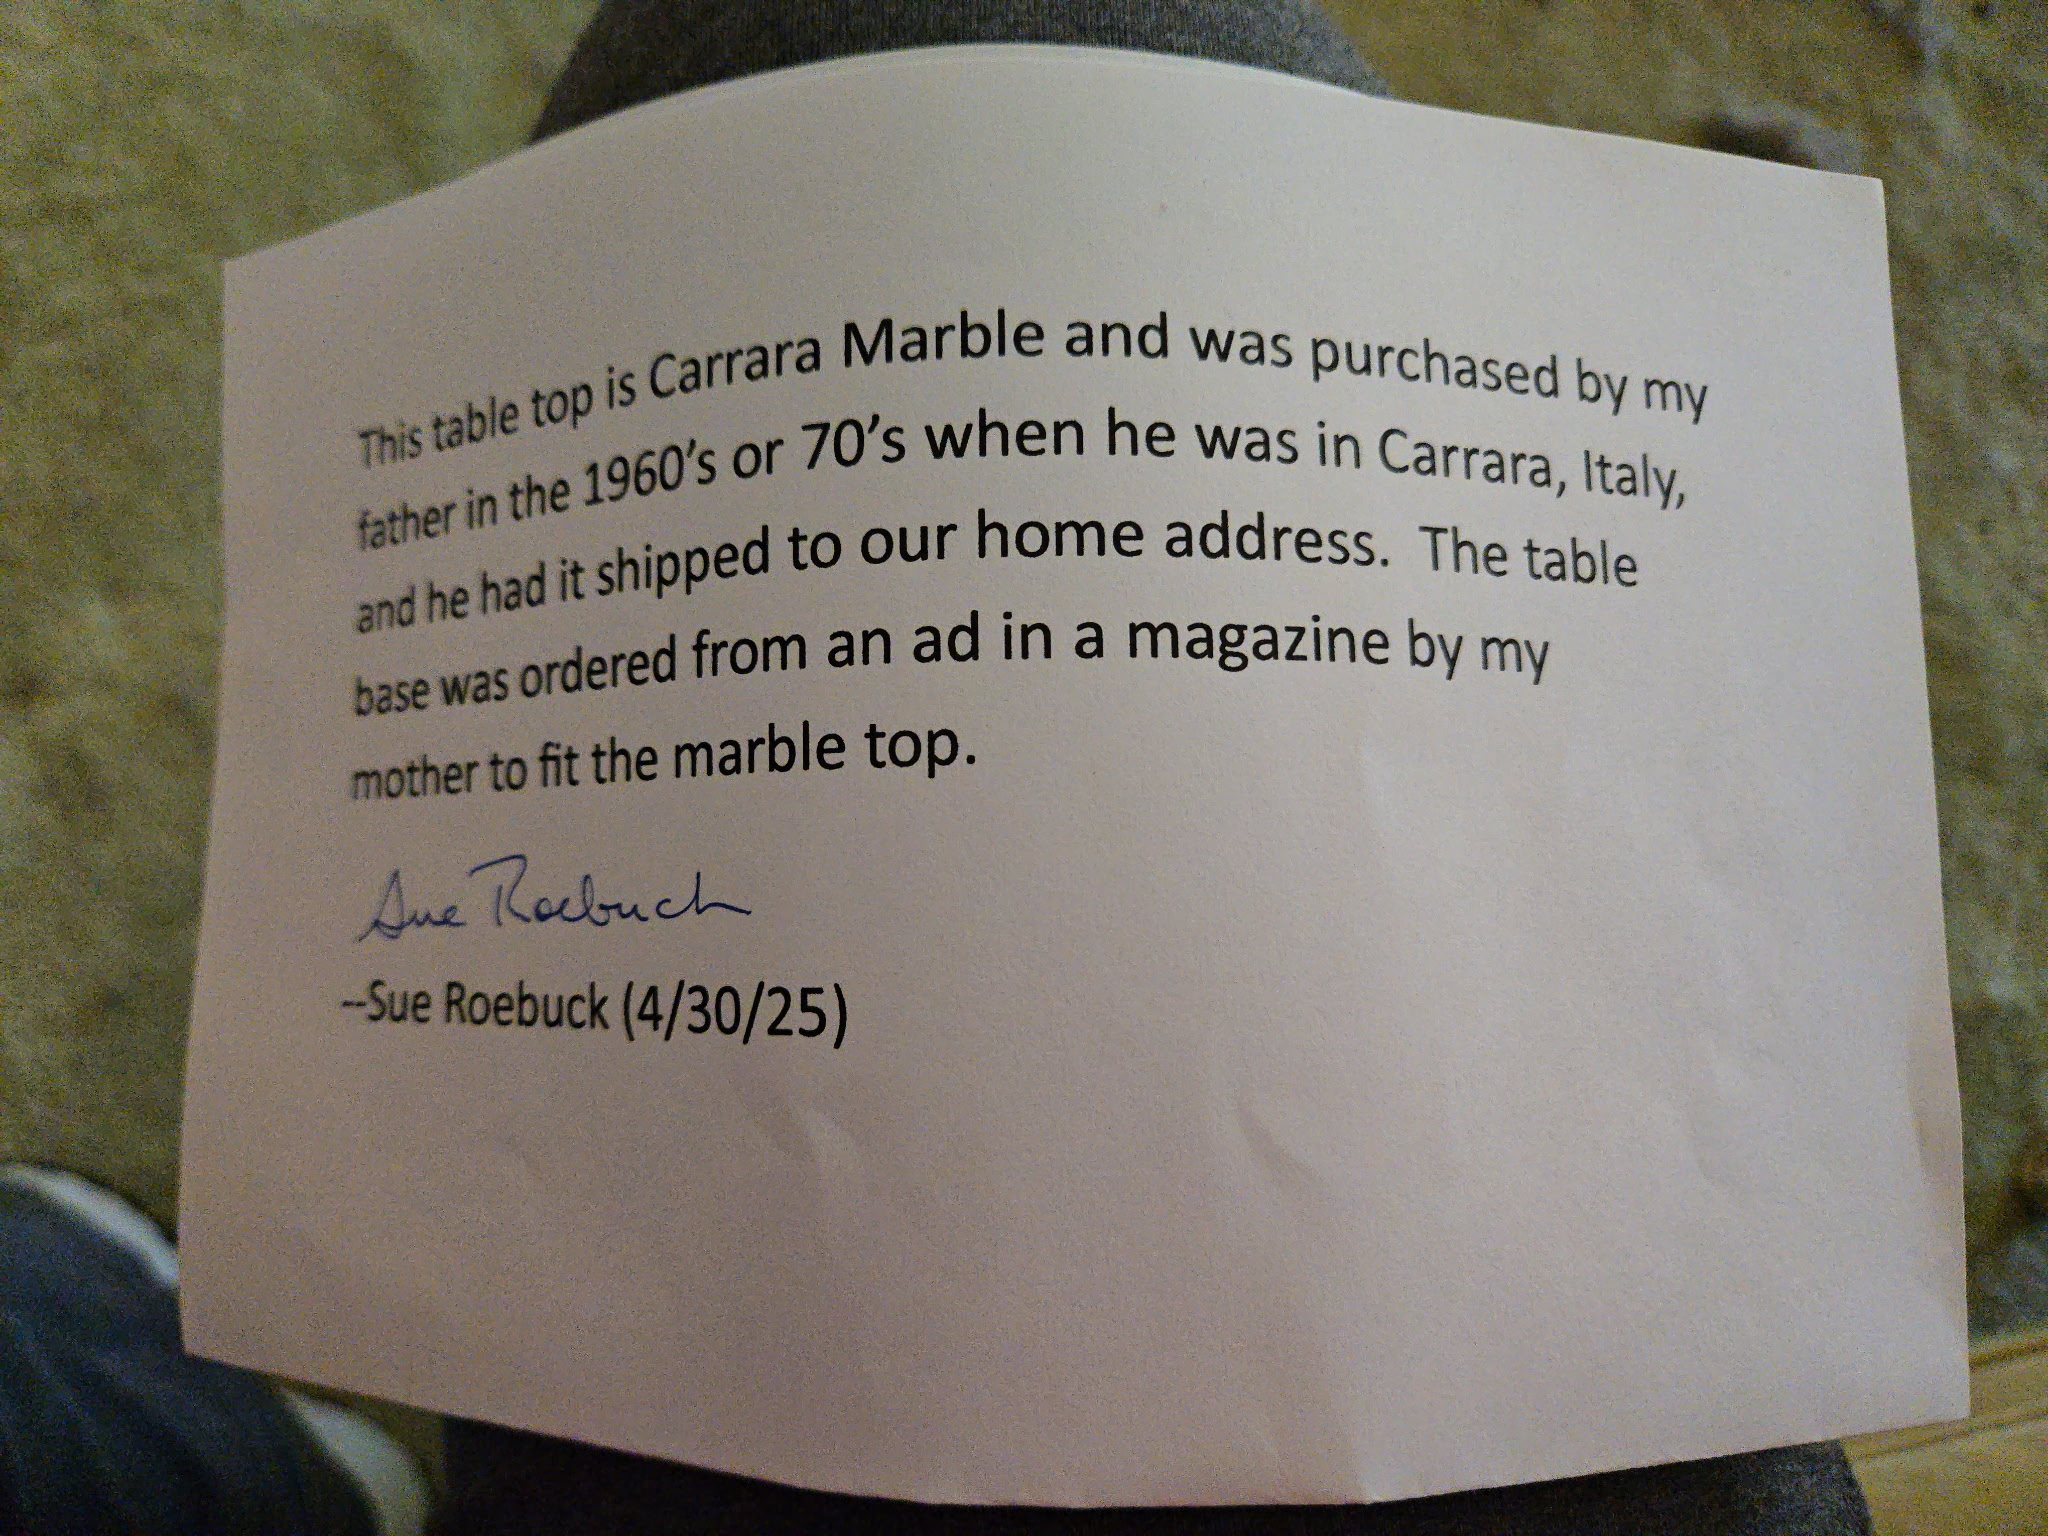 This table top is Carrara Marble and was purchased by my
father in the 1960's or 70's when he was in Carrara, Italy,
and he had it shipped to our home address.  The table
base was ordered from an ad in a magazine by my
mother to fit the marble top.
Sue Roebuck
--Sue Roebuck (4/30/25)